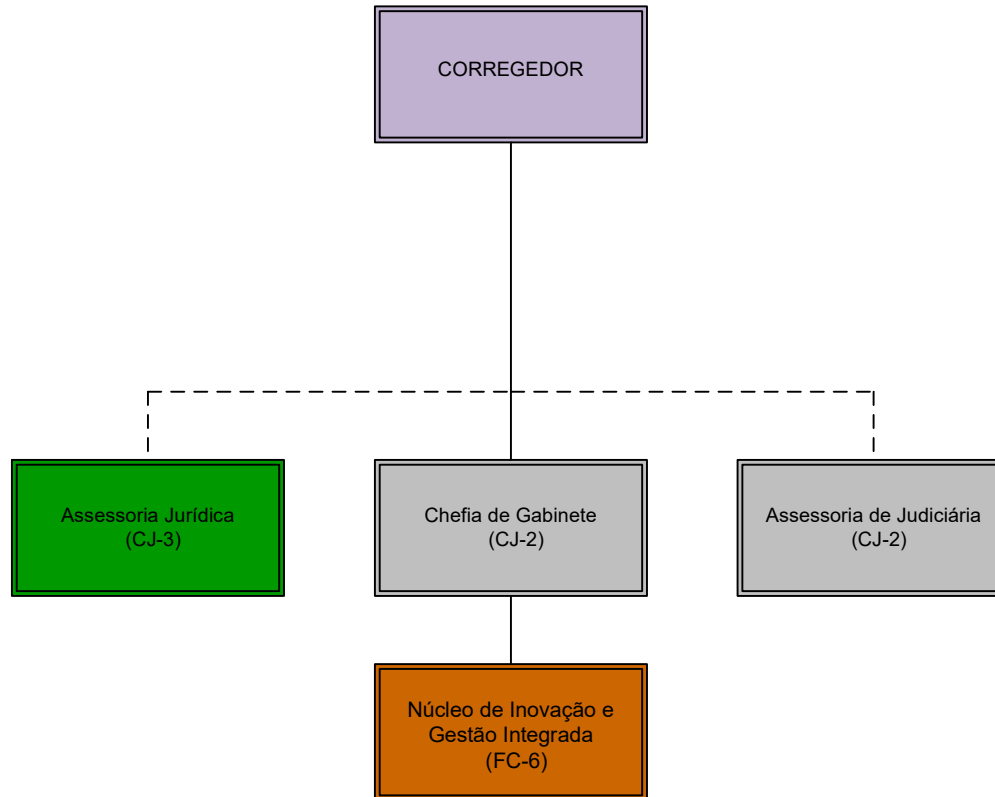 CORREGEDOR
Assessoria Jurídica
(CJ-3)
Chefia de Gabinete
(CJ-2)
Assessoria de Judiciária
(CJ-2)
Núcleo de Inovação e
Gestão Integrada
(FC-6)